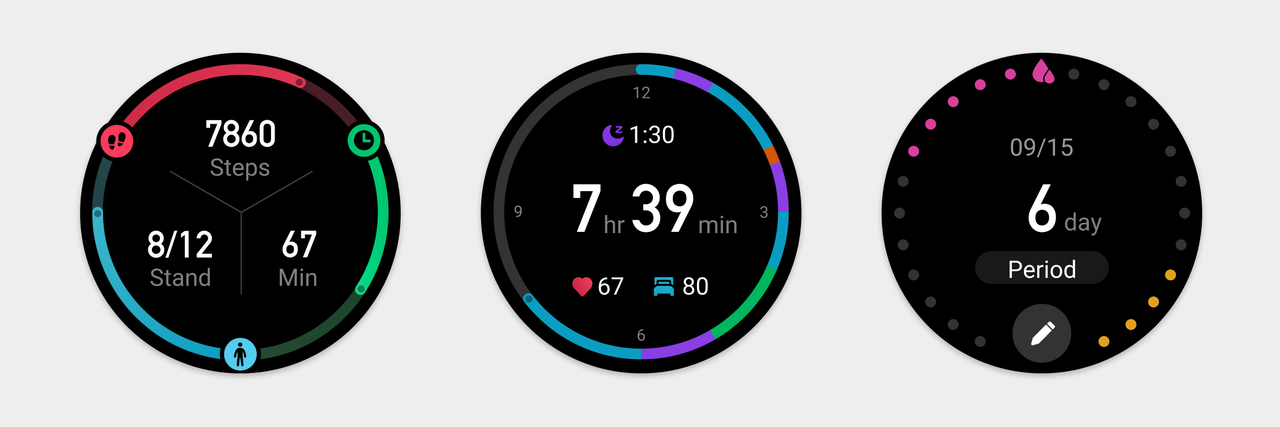 7860
Steps
8/12
Stand
67
Min
12
1:30
9
7 hr 39 min
3
67
80
6
09/15
6 day
Period